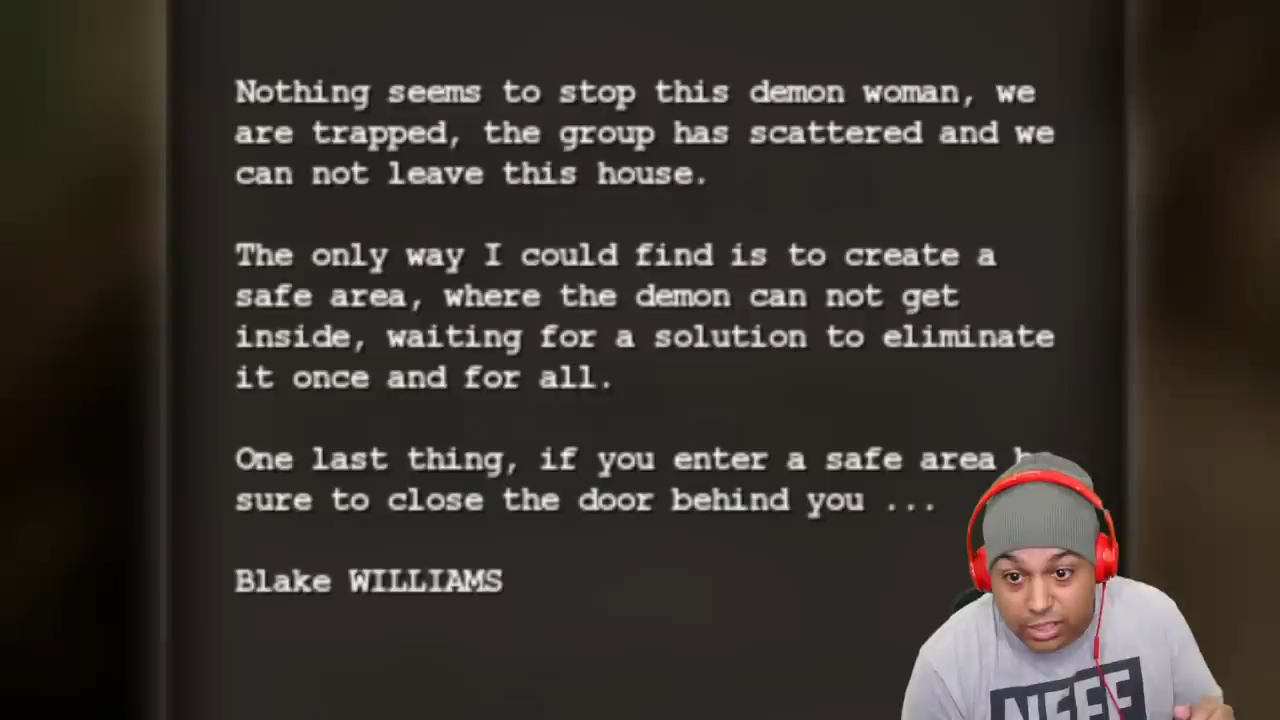 Nothing seems to stop this demon woman, we
are trapped, the group has scattered and we
can not leave this house.
The only way I could find is to create a
safe area, where the demon can not get
inside, waiting for a solution to eliminate
it once and for all.
One last thing, if you enter a safe area
sure to close the door behind you ...
Blake WILLIAMS